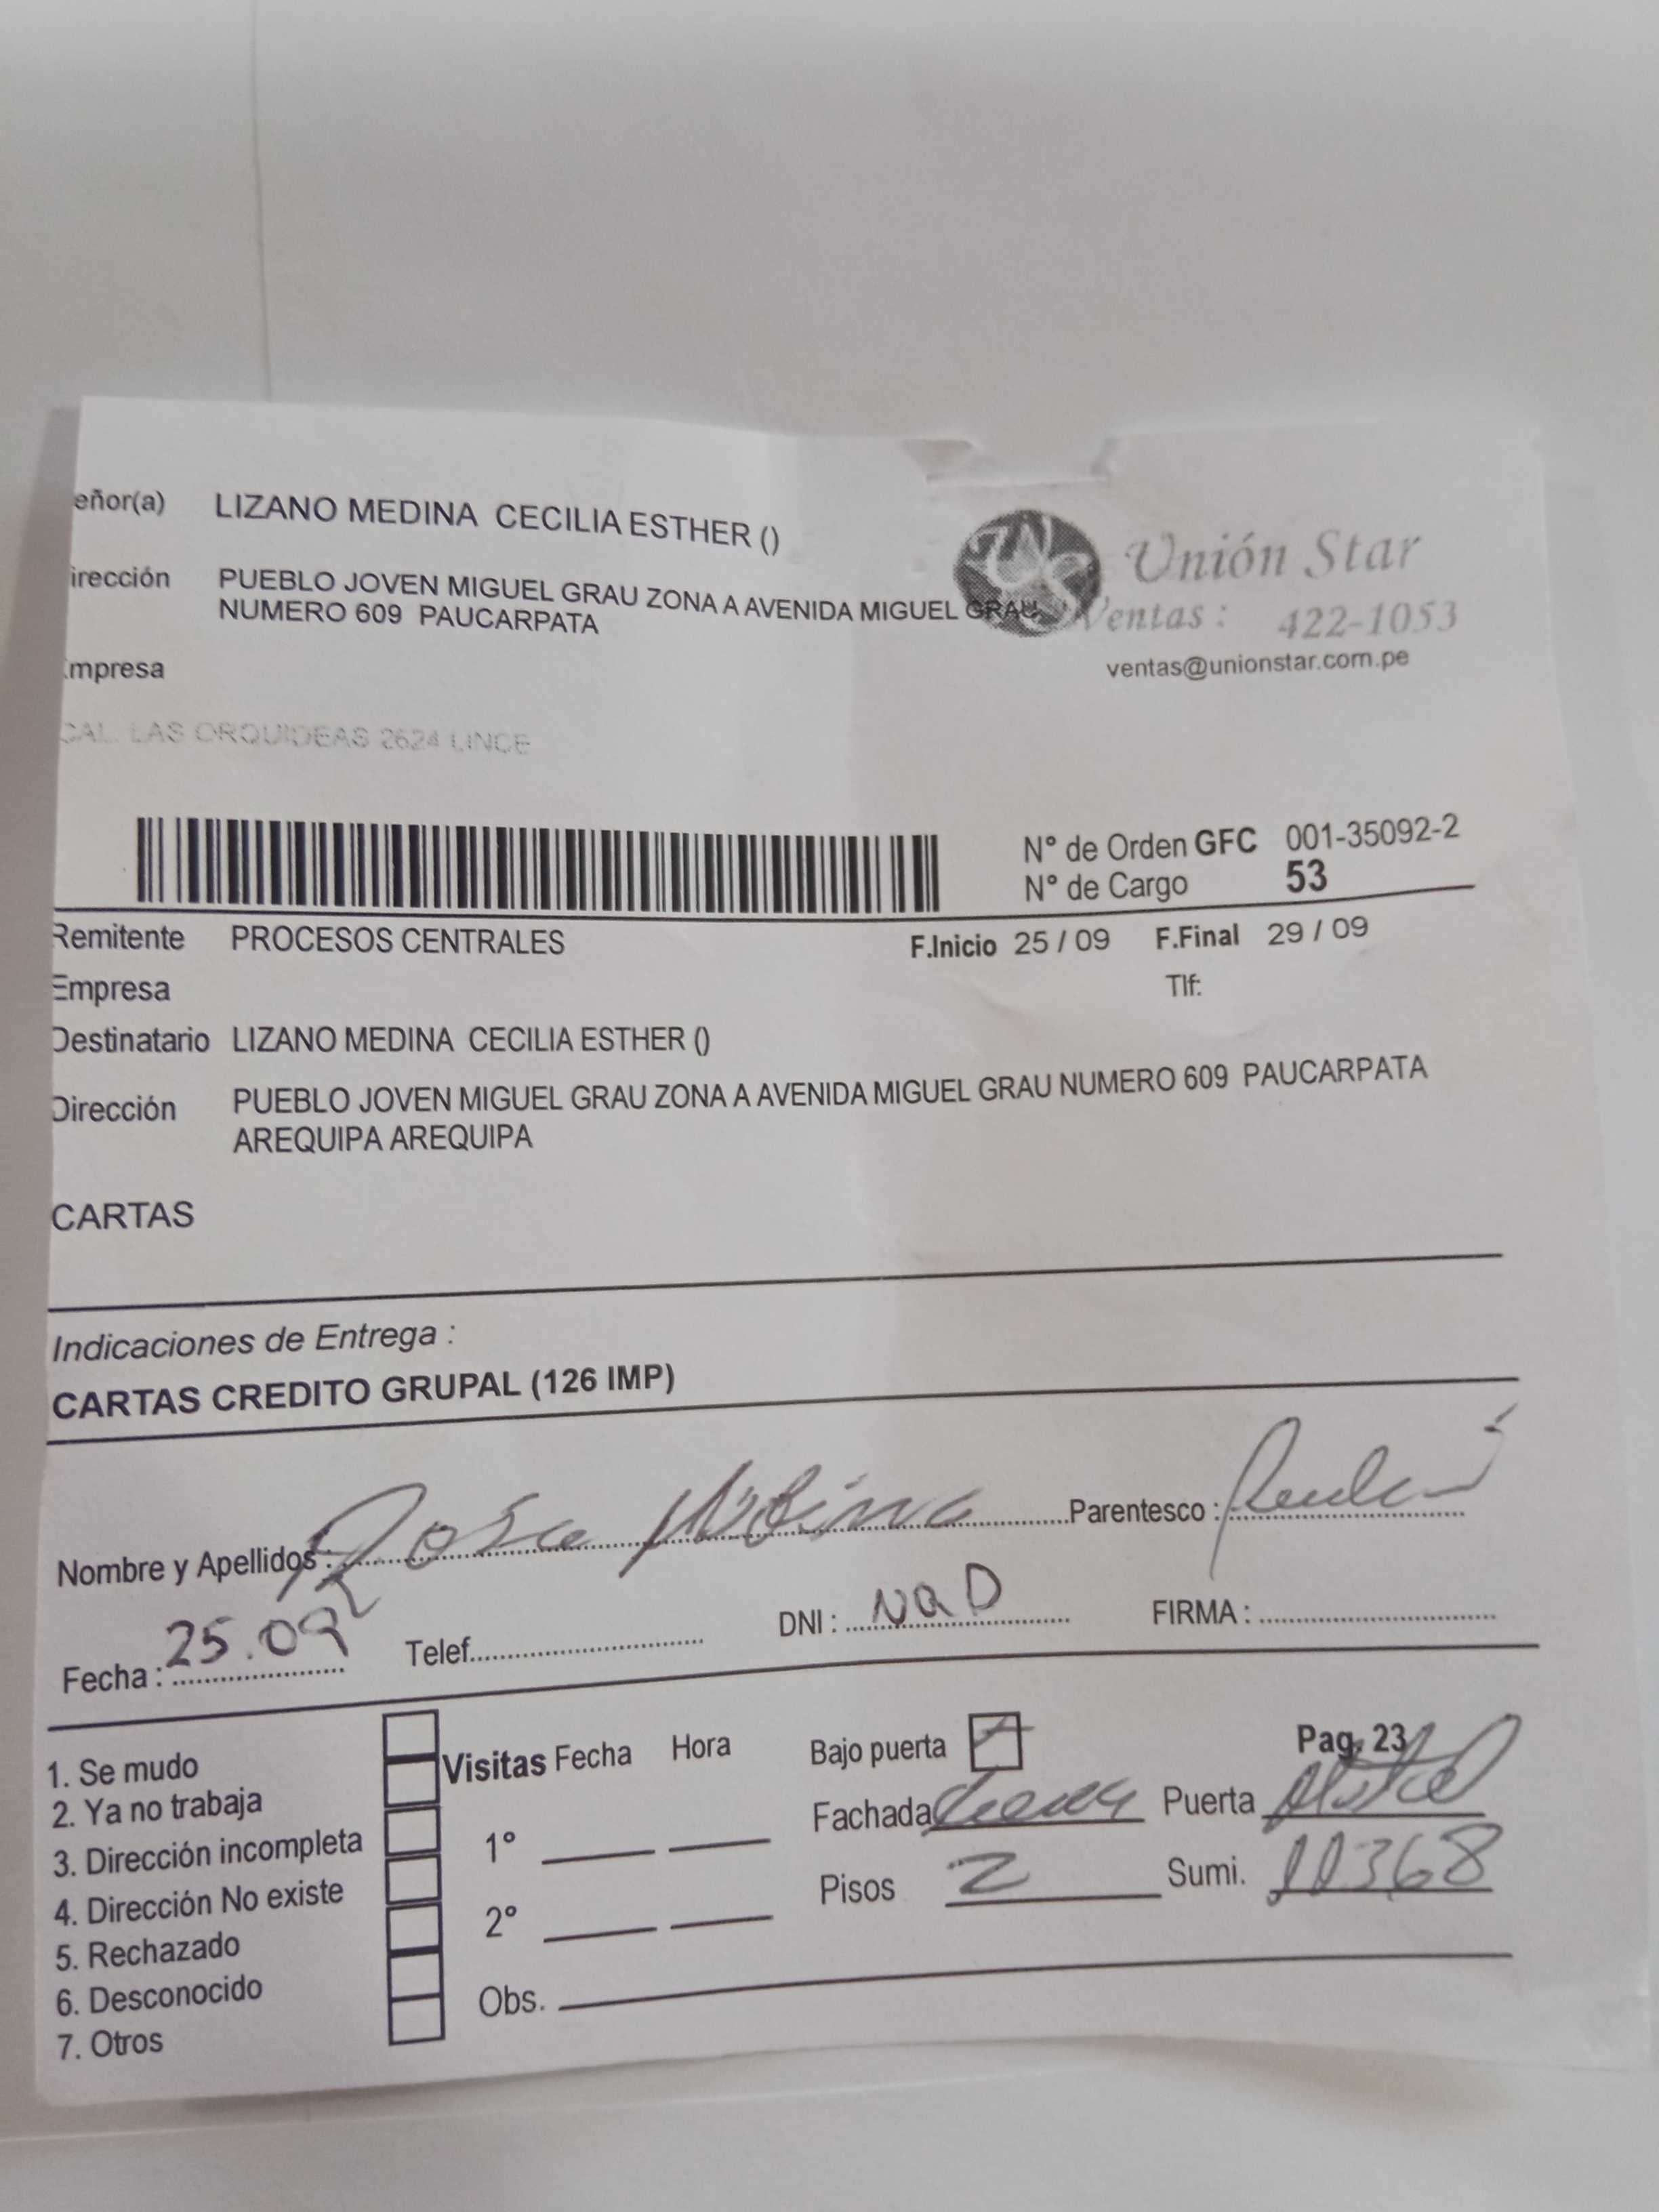 eñor(a) LIZANO MEDINA CECILIA ESTHER ()
irección PUEBLO JOVEN MIGUEL GRAU ZONA A AVENIDA MIGUEL GRAU
NUMERO 609 PAUCARPATA
mpresa
Unión Star
Ventas : 422-1053
ventas@unionstar.com.pe
CAL. LAS ORQUIDEAS 2624 LINCE
N° de Orden GFC 001-35092-2
N° de Cargo 53
Remitente PROCESOS CENTRALES F.Inicio 25 / 09 F.Final 29 / 09
Empresa Tlf:
Destinatario LIZANO MEDINA CECILIA ESTHER ()
Dirección PUEBLO JOVEN MIGUEL GRAU ZONA A AVENIDA MIGUEL GRAU NUMERO 609 PAUCARPATA
AREQUIPA AREQUIPA
CARTAS
Indicaciones de Entrega :
CARTAS CREDITO GRUPAL (126 IMP)
Nombre y Apellidos : Parentesco :
Fecha : 25.09 Telef. DNI : NQD FIRMA :
1. Se mudo
2. Ya no trabaja
3. Dirección incompleta
4. Dirección No existe
5. Rechazado
6. Desconocido
7. Otros
Visitas Fecha Hora
1°
2°
Obs.
Bajo puerta Pag. 23
Fachada Puerta
Pisos 2 Sumi. 11368